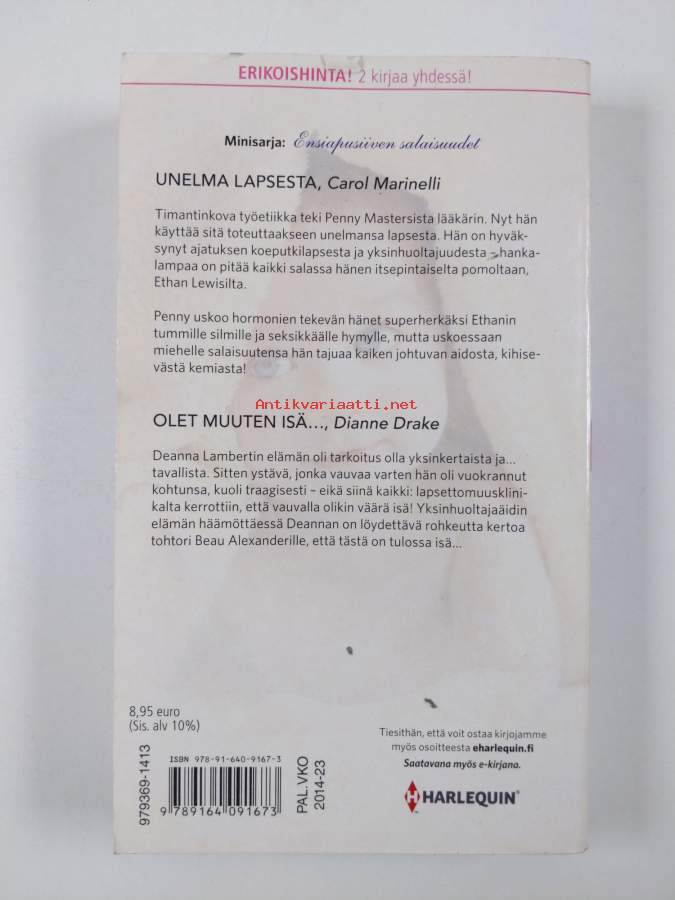 ERIKOISHINTA! 2 kirjaa yhdessä!
Minisarja: Ensiapusiiven salaisuudet
UNELMA LAPSESTA, Carol Marinelli
Timantinkova työetiikka teki Penny Mastersista lääkärin. Nyt hän
käyttää sitä toteuttaakseen unelmansa lapsesta. Hän on hyväk-
synyt ajatuksen koeputkilapsesta ja yksinhuoltajuudesta – hanka-
lampaa on pitää kaikki salassa hänen itsepintaiselta pomoltaan,
Ethan Lewisilta.
Penny uskoo hormonien tekevän hänet superherkäksi Ethanin
tummille silmille ja seksikkäälle hymylle, mutta uskoessaan
miehelle salaisuutensa hän tajuaa kaiken johtuvan aidosta, kihise-
västä kemiasta!
Antikvariaatti.net
OLET MUUTEN ISÄ..., Dianne Drake
Deanna Lambertin elämän oli tarkoitus olla yksinkertaista ja...
tavallista. Sitten ystävä, jonka vauvaa varten hän oli vuokrannut
kohtunsa, kuoli traagisesti – eikä siinä kaikki: lapsettomuusklini-
kalta kerrottiin, että vauvalla olikin väärä isä! Yksinhuoltajaäidin
elämän häämöttäessä Deannan on löydettävä rohkeutta kertoa
tohtori Beau Alexanderille, että tästä on tulossa isä...
8,95 euro
(Sis. alv 10%)
Tiesithän, että voit ostaa kirjojamme
myös osoitteesta eharlequin.fi
Saatavana myös e-kirjana.
979369-1413
ISBN 978-91-640-9167-3
9 789164 091673
PAL.VKO
2014-23
HARLEQUIN®